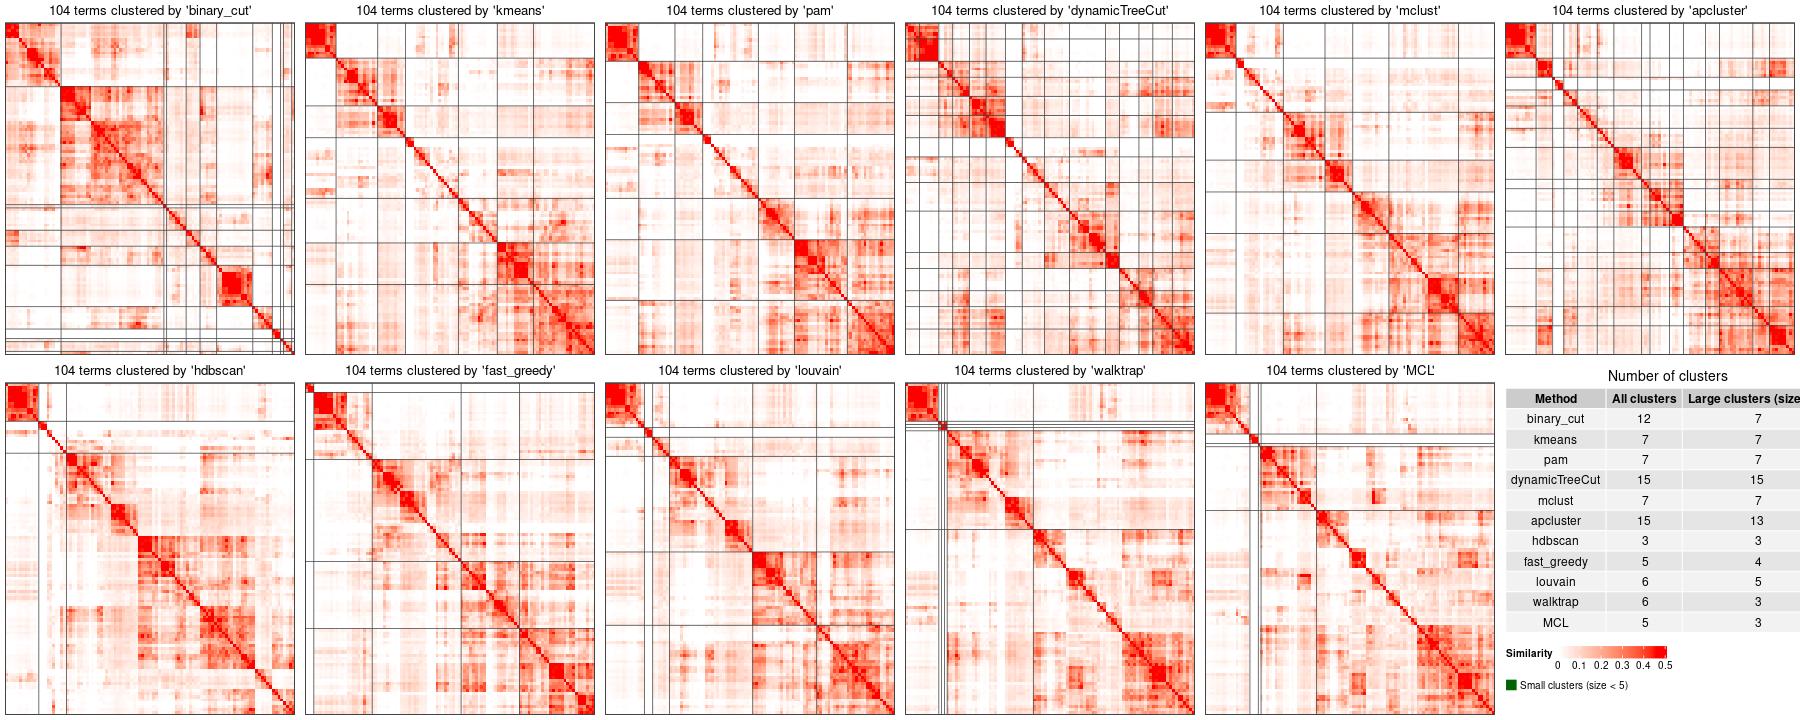 104 terms clustered by 'binary_cut'
104 terms clustered by 'kmeans'
104 terms clustered by 'pam'
104 terms clustered by 'dynamicTreeCut'
104 terms clustered by 'mclust'
104 terms clustered by 'apcluster'
104 terms clustered by 'hdbscan'
104 terms clustered by 'fast_greedy'
104 terms clustered by 'louvain'
104 terms clustered by 'walktrap'
104 terms clustered by 'MCL'
Number of clusters
Method All clusters Large clusters (size
binary_cut 12 7
kmeans 7 7
pam 7 7
dynamicTreeCut 15 15
mclust 7 7
apcluster 15 13
hdbscan 3 3
fast_greedy 5 4
louvain 6 5
walktrap 6 3
MCL 5 3
Similarity
0 0.1 0.2 0.3 0.4 0.5
Small clusters (size < 5)